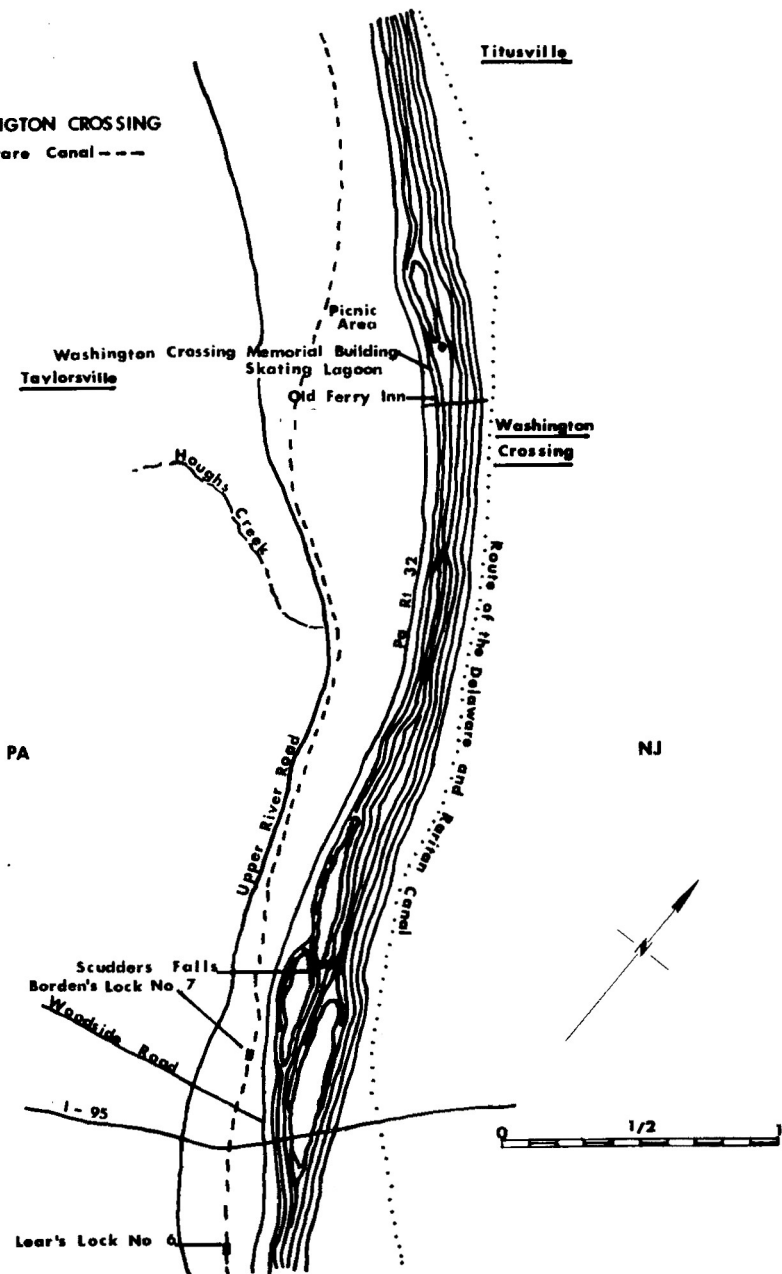 Titusville
NGTON CROSSING
are Canal ---
Picnic
Area
Washington Crossing Memorial Building
Skating Lagoon
Taylorsville
Old Ferry Inn
Washington
Crossing
Houghs Creek
Pa Rt 32
Route of the Delaware and Raritan Canal
PA
NJ
Upper River Road
N
Scudders Falls
Borden's Lock No 7
Woodside Road
I-95
0 1/2 1
Lear's Lock No 6